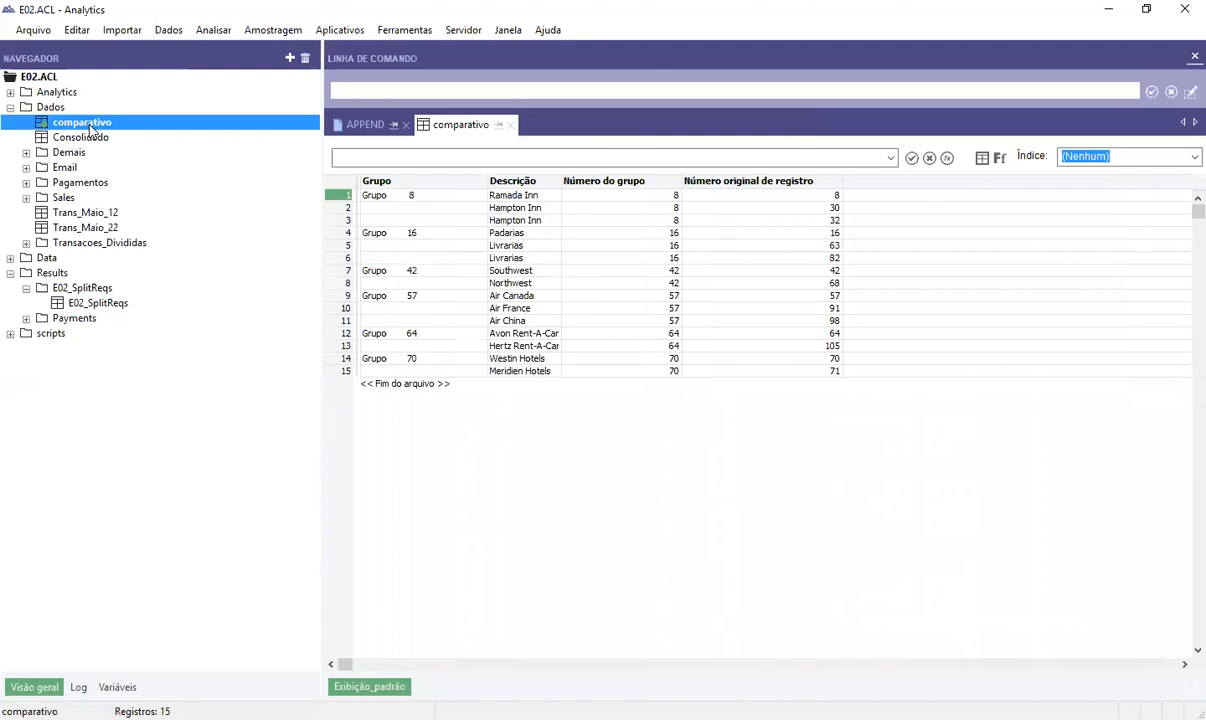 E02.ACL - Analytics
Arquivo Editar Importar Dados Analisar Amostragem Aplicativos Ferramentas Servidor Janela Ajuda
NAVEGADOR
E02.ACL
Analytics
Dados
comparativo
Consolidado
Demais
Email
Pagamentos
Sales
Trans_Maio_12
Trans_Maio_22
Transacoes_Divididas
Data
Results
E02_SplitReqs
E02_SplitReqs
Payments
scripts
Visão geral Log Variáveis
LINHA DE COMANDO
APPEND comparativo
Índice: (Nenhum)
Grupo Descrição Número do grupo Número original de registro
1 Grupo 8 Ramada Inn 8 8
2 Hampton Inn 8 30
3 Hampton Inn 8 32
4 Grupo 16 Padarias 16 16
5 Livrarias 16 63
6 Livrarias 16 82
7 Grupo 42 Southwest 42 42
8 Northwest 42 68
9 Grupo 57 Air Canada 57 57
10 Air France 57 91
11 Air China 57 98
12 Grupo 64 Avon Rent-A-Car 64 64
13 Hertz Rent-A-Car 64 105
14 Grupo 70 Westin Hotels 70 70
15 Meridien Hotels 70 71
<< Fim do arquivo >>
Exibição_padrão
comparativo Registros: 15